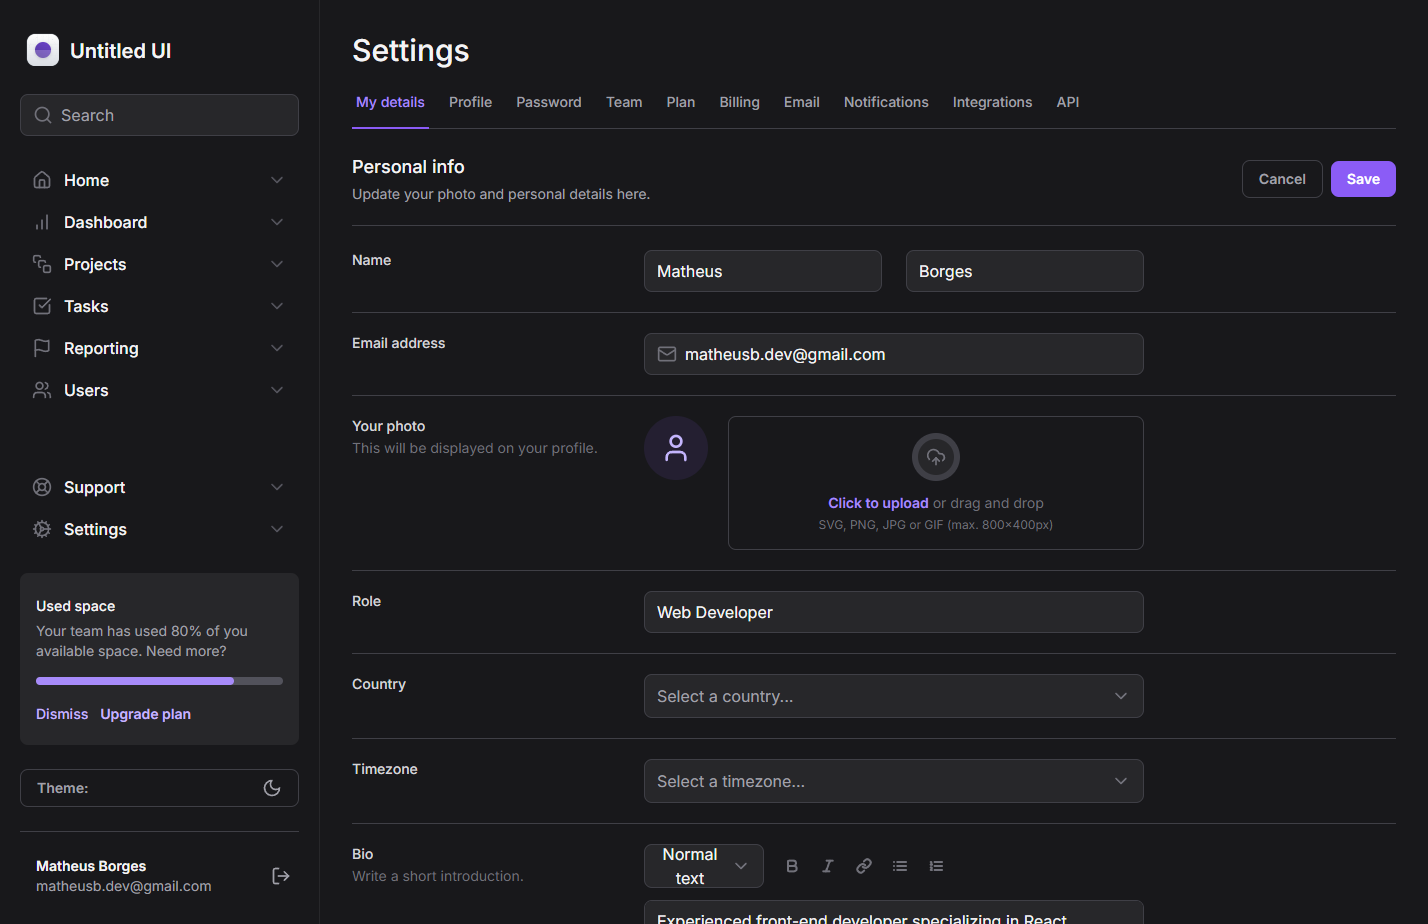 Untitled UI
Search
Home
Dashboard
Projects
Tasks
Reporting
Users
Support
Settings
Used space
Your team has used 80% of you
available space. Need more?
Dismiss Upgrade plan
Theme:
Matheus Borges
matheusb.dev@gmail.com
Settings
My details Profile Password Team Plan Billing Email Notifications Integrations API
Personal info
Update your photo and personal details here.
Cancel Save
Name
Matheus Borges
Email address
matheusb.dev@gmail.com
Your photo
This will be displayed on your profile.
Click to upload or drag and drop
SVG, PNG, JPG or GIF (max. 800×400px)
Role
Web Developer
Country
Select a country...
Timezone
Select a timezone...
Bio
Write a short introduction.
Normal
text
B I
Experienced front-end developer specializing in React